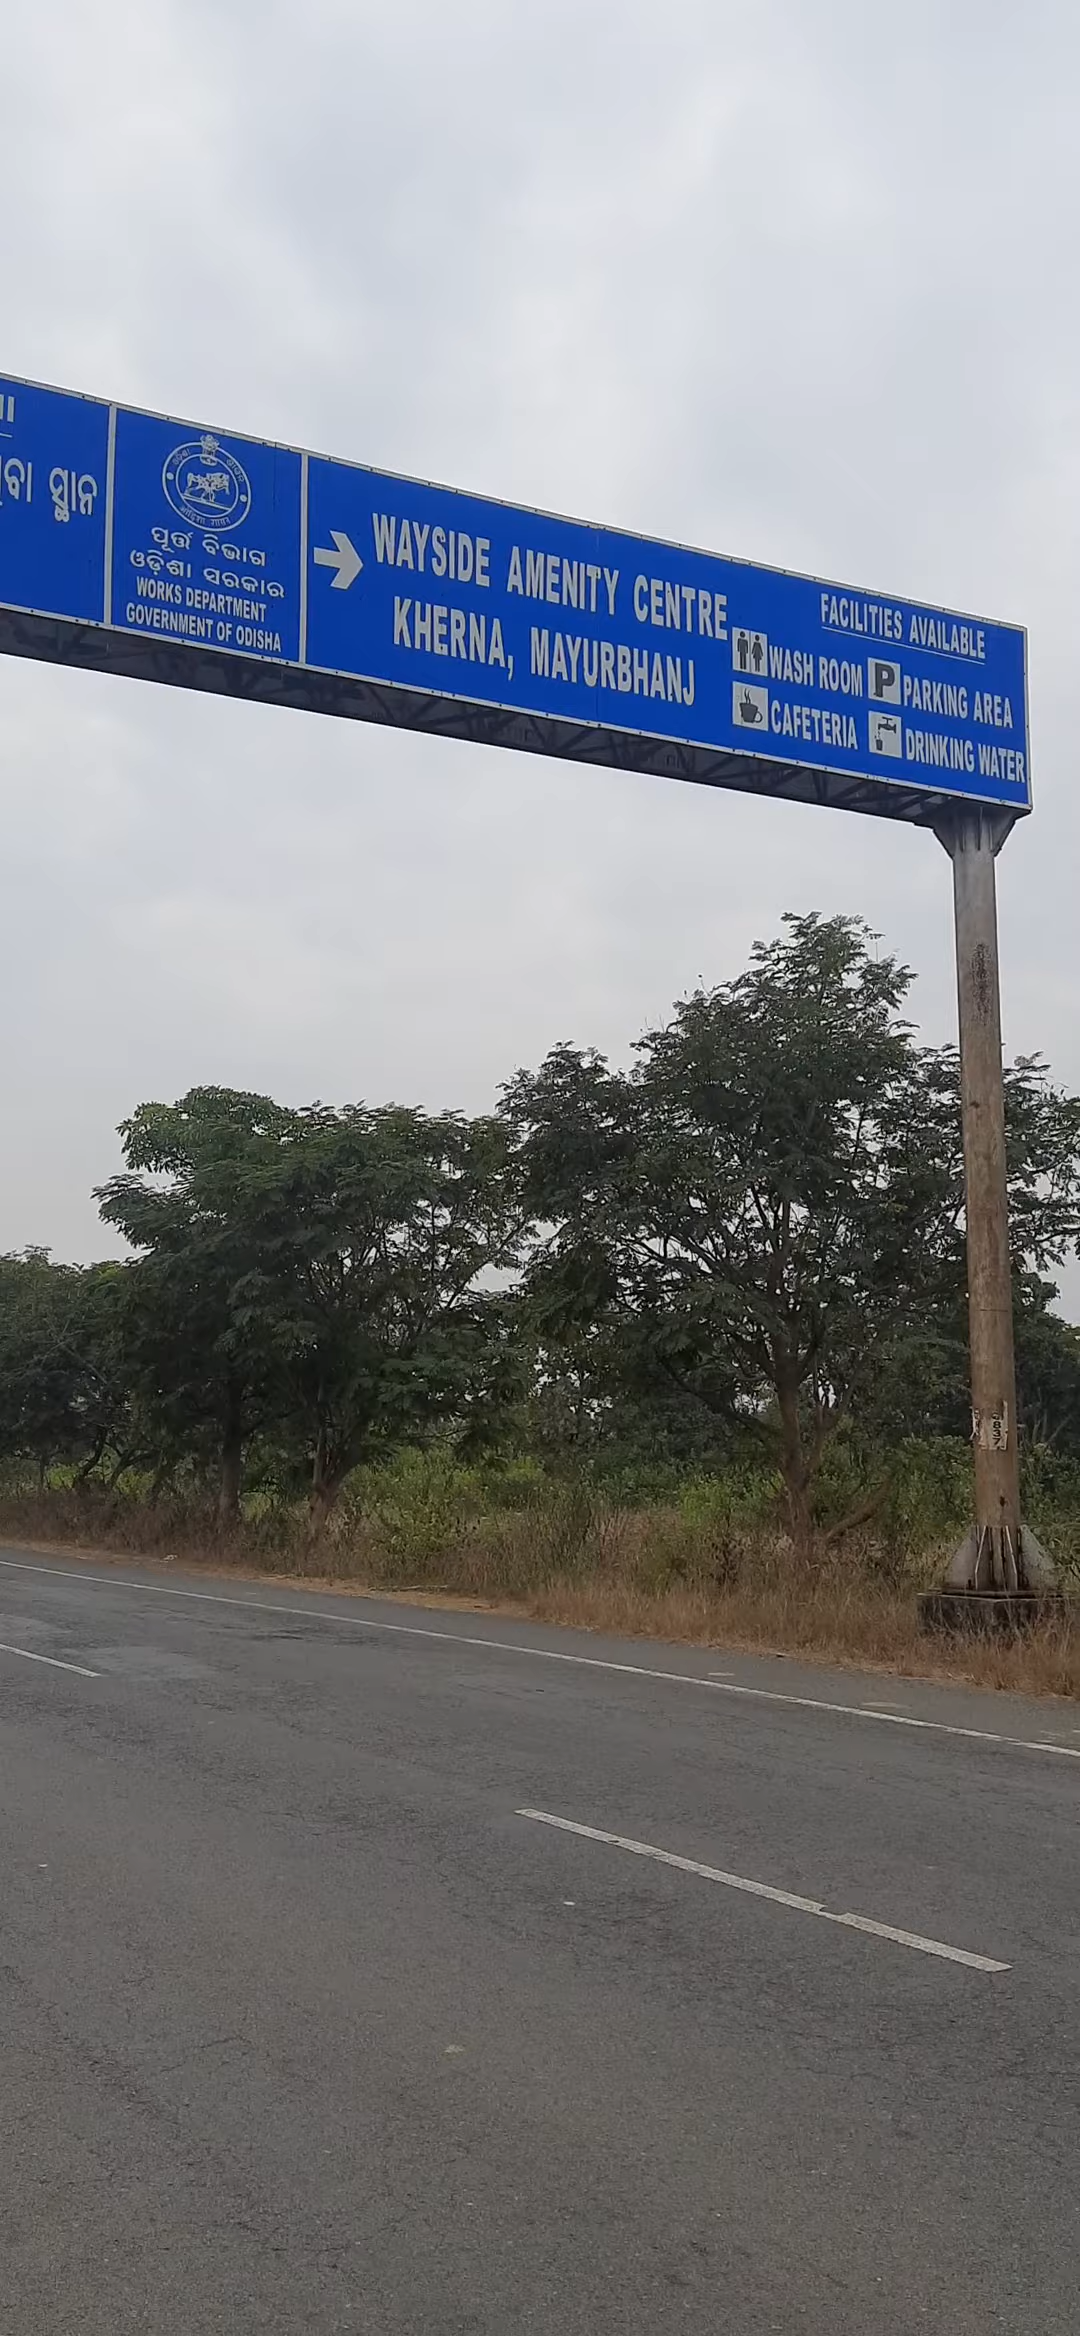 ସ୍ଥାନ
ପୂର୍ତ୍ତ ବିଭାଗ
ଓଡ଼ିଶା ସରକାର
WORKS DEPARTMENT
GOVERNMENT OF ODISHA
WAYSIDE AMENITY CENTRE
KHERNA, MAYURBHANJ
FACILITIES AVAILABLE
WASH ROOM P PARKING AREA
CAFETERIA DRINKING WATER